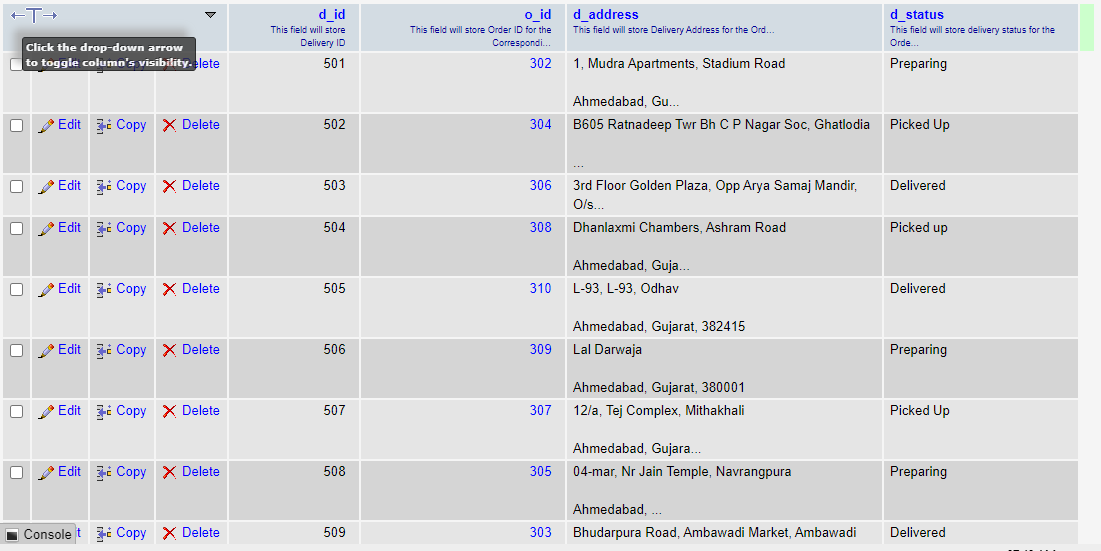 d_id o_id d_address d_status
This field will store Delivery ID This field will store Order ID for the Correspondi... This field will store Delivery Address for the Ord... This field will store delivery status for the Orde...
Click the drop-down arrow
to toggle column's visibility.
Delete 501 302 1, Mudra Apartments, Stadium Road Preparing
Ahmedabad, Gu...
Edit Copy Delete 502 304 B605 Ratnadeep Twr Bh C P Nagar Soc, Ghatlodia Picked Up
...
Edit Copy Delete 503 306 3rd Floor Golden Plaza, Opp Arya Samaj Mandir, Delivered
O/s...
Edit Copy Delete 504 308 Dhanlaxmi Chambers, Ashram Road Picked up
Ahmedabad, Guja...
Edit Copy Delete 505 310 L-93, L-93, Odhav Delivered
Ahmedabad, Gujarat, 382415
Edit Copy Delete 506 309 Lal Darwaja Preparing
Ahmedabad, Gujarat, 380001
Edit Copy Delete 507 307 12/a, Tej Complex, Mithakhali Picked Up
Ahmedabad, Gujara...
Edit Copy Delete 508 305 04-mar, Nr Jain Temple, Navrangpura Preparing
Ahmedabad, ...
Console Copy Delete 509 303 Bhudarpura Road, Ambawadi Market, Ambawadi Delivered